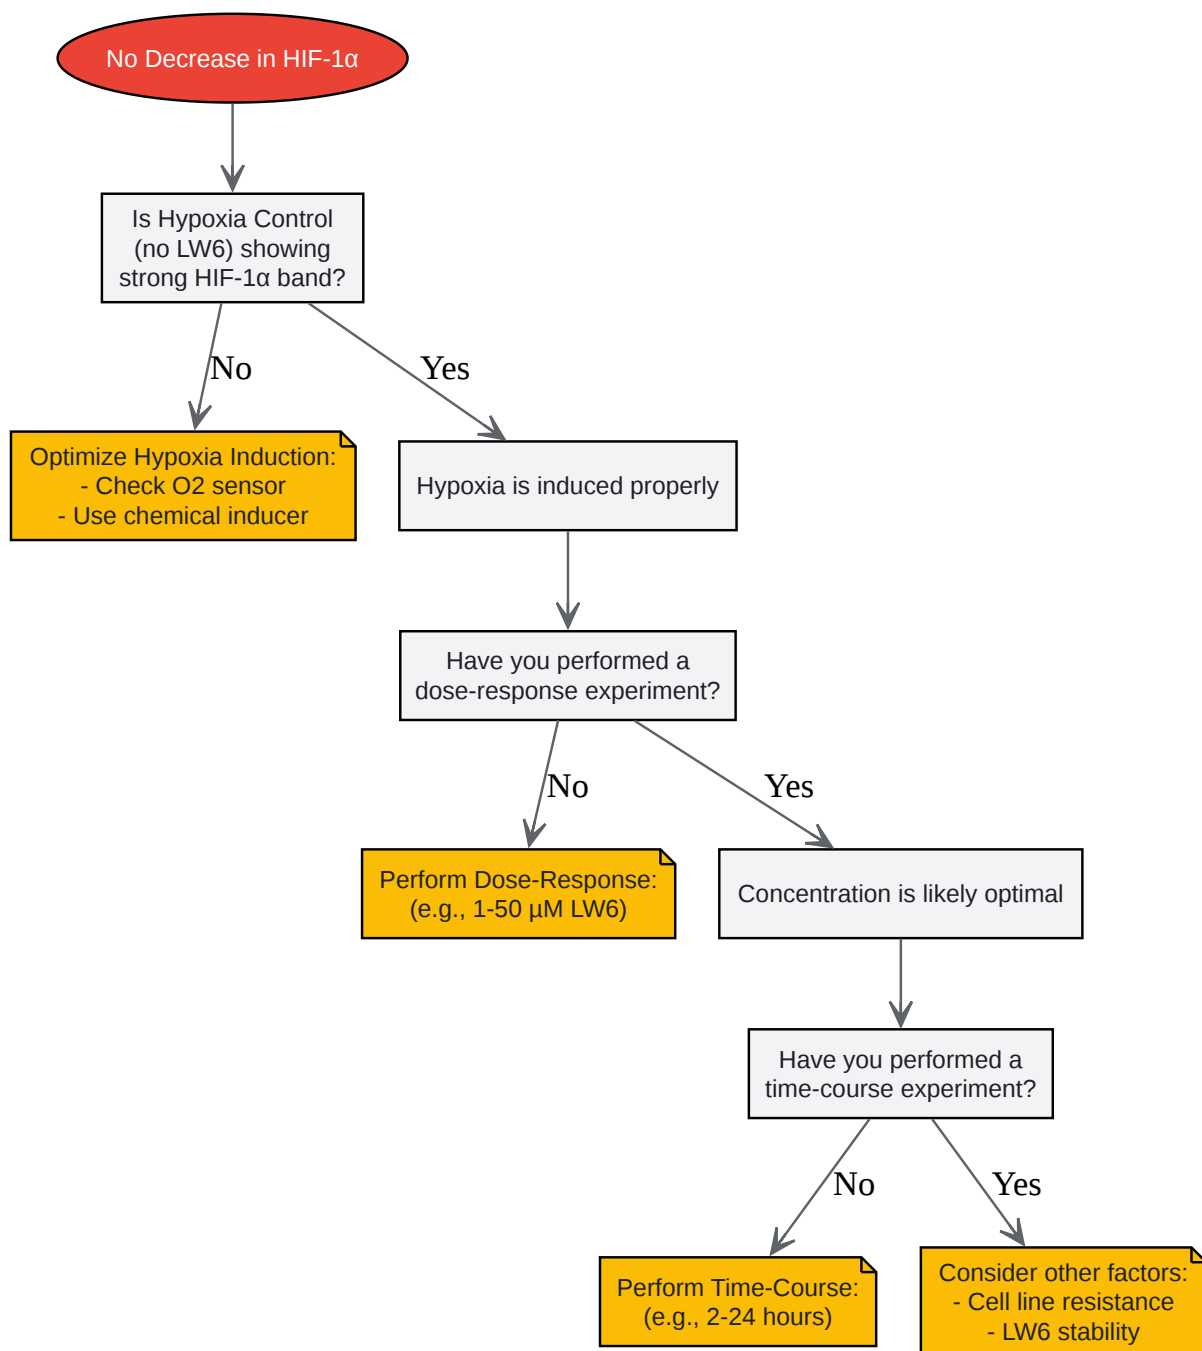 No Decrease in HIF-1α
Is Hypoxia Control
(no LW6) showing
strong HIF-1α band?
No
Yes
Optimize Hypoxia Induction:
- Check O2 sensor
- Use chemical inducer
Hypoxia is induced properly
Have you performed a
dose-response experiment?
No
Yes
Perform Dose-Response:
(e.g., 1-50 µM LW6)
Concentration is likely optimal
Have you performed a
time-course experiment?
No
Yes
Perform Time-Course:
(e.g., 2-24 hours)
Consider other factors:
- Cell line resistance
- LW6 stability